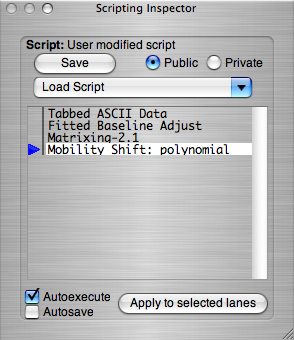 Scripting Inspector
Script: User modified script
Save Public Private
Load Script
Tabbed ASCII Data
Fitted Baseline Adjust
Matrixing-2.1
Mobility Shift: polynomial
Autoexecute
Autosave
Apply to selected lanes